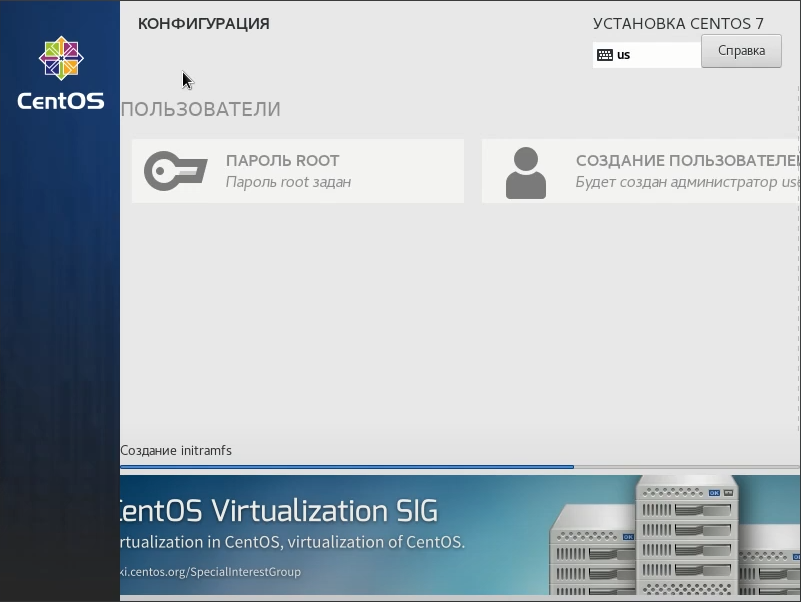 КОНФИГУРАЦИЯ
УСТАНОВКА CENTOS 7
us
Справка
CentOS
ПОЛЬЗОВАТЕЛИ
ПАРОЛЬ ROOT
Пароль root задан
СОЗДАНИЕ ПОЛЬЗОВАТЕЛЕ
Будет создан администратор us
Создание initramfs
CentOS Virtualization SIG
rtualization in CentOS, virtualization of CentOS.
ki.centos.org/SpecialInterestGroup